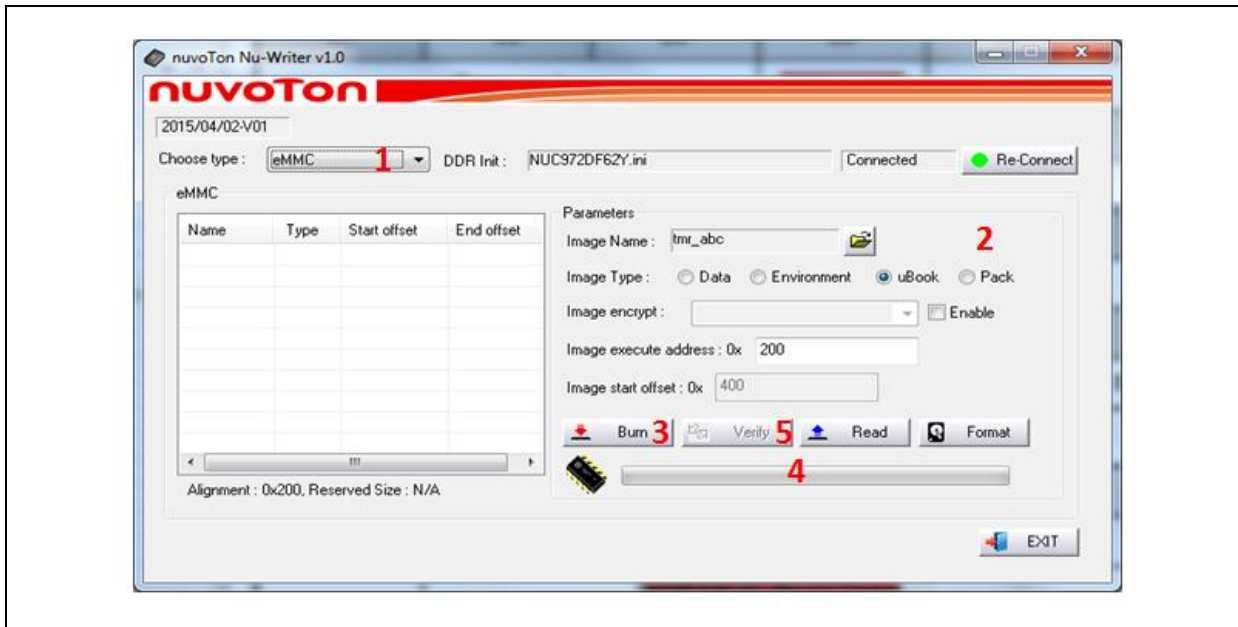 nuvoTon Nu-Writer v1.0
nuvoTon
2015/04/02-V01
Choose type : eMMC 1 DDR Init : NUC972DF62Y.ini Connected Re-Connect
eMMC
Name Type Start offset End offset
Parameters
Image Name : tmr_abc 2
Image Type : Data Environment uBook Pack
Image encrypt : Enable
Image execute address : 0x 200
Image start offset : 0x 400
Burn 3 Verify 5 Read Format
4
Alignment : 0x200, Reserved Size : N/A
EXIT